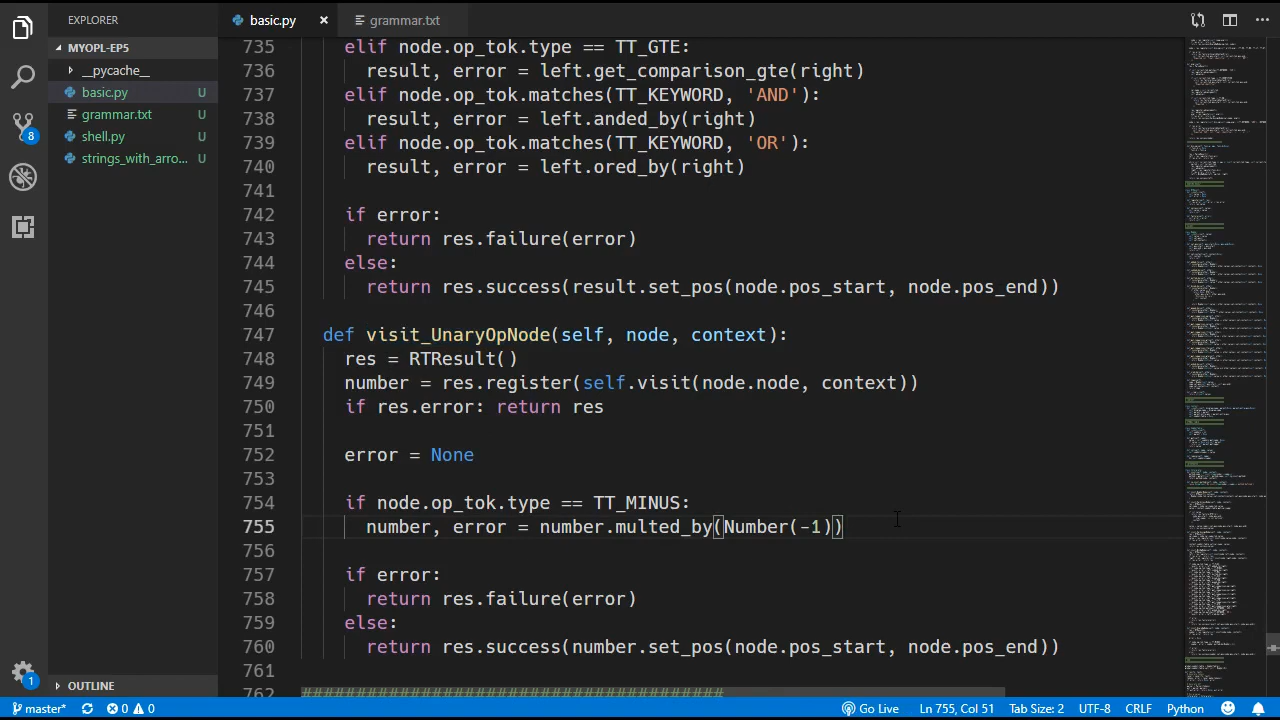 EXPLORER
MYOPL-EP5
__pycache__
basic.py U
grammar.txt U
shell.py U
strings_with_arro... U
OUTLINE
8
1
basic.py × grammar.txt
735 elif node.op_tok.type == TT_GTE:
736 result, error = left.get_comparison_gte(right)
737 elif node.op_tok.matches(TT_KEYWORD, 'AND'):
738 result, error = left.anded_by(right)
739 elif node.op_tok.matches(TT_KEYWORD, 'OR'):
740 result, error = left.ored_by(right)
741
742 if error:
743 return res.failure(error)
744 else:
745 return res.success(result.set_pos(node.pos_start, node.pos_end))
746
747 def visit_UnaryOpNode(self, node, context):
748 res = RTResult()
749 number = res.register(self.visit(node.node, context))
750 if res.error: return res
751
752 error = None
753
754 if node.op_tok.type == TT_MINUS:
755 number, error = number.multed_by(Number(-1))
756
757 if error:
758 return res.failure(error)
759 else:
760 return res.success(number.set_pos(node.pos_start, node.pos_end))
761
762 #######################################
master* 0 0 Go Live Ln 755, Col 51 Tab Size: 2 UTF-8 CRLF Python